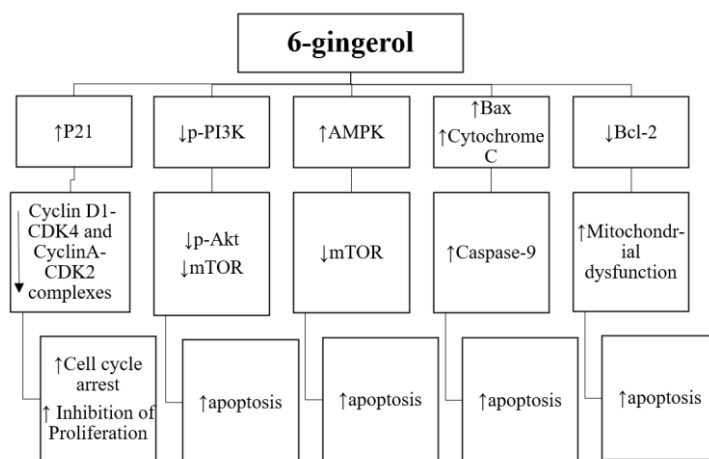 6-gingerol
↑P21
↓p-PI3K
↑AMPK
↑Bax
↑Cytochrome
C
↓Bcl-2
Cyclin D1-
CDK4 and
CyclinA-
CDK2
complexes
↓p-Akt
↓mTOR
↓mTOR
↑Caspase-9
↑Mitochondr-
ial
dysfunction
↑Cell cycle
arrest
↑ Inhibition of
Proliferation
↑apoptosis
↑apoptosis
↑apoptosis
↑apoptosis